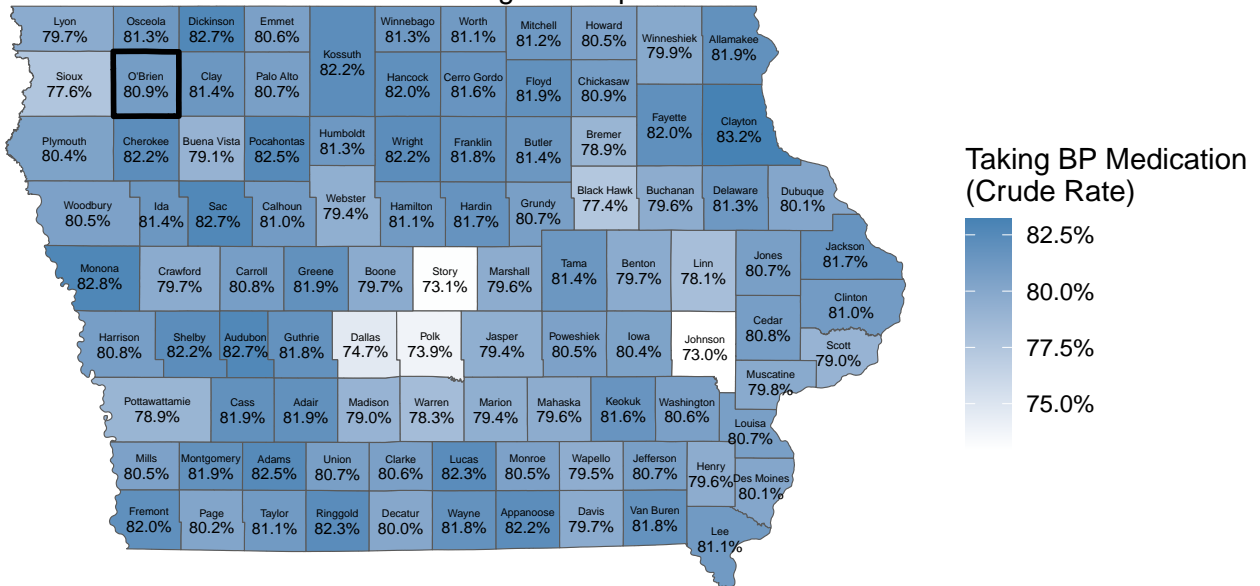 Lyon
79.7%
Osceola
81.3%
Dickinson
82.7%
Emmet
80.6%
Kossuth
82.2%
Winnebago
81.3%
Worth
81.1%
Mitchell
81.2%
Howard
80.5%
Winneshiek
79.9%
Allamakee
81.9%
Sioux
77.6%
O'Brien
80.9%
Clay
81.4%
Palo Alto
80.7%
Hancock
82.0%
Cerro Gordo
81.6%
Floyd
81.9%
Chickasaw
80.9%
Fayette
82.0%
Clayton
83.2%
Plymouth
80.4%
Cherokee
82.2%
Buena Vista
79.1%
Pocahontas
82.5%
Humboldt
81.3%
Wright
82.2%
Franklin
81.8%
Butler
81.4%
Bremer
78.9%
Woodbury
80.5%
Ida
81.4%
Sac
82.7%
Calhoun
81.0%
Webster
79.4%
Hamilton
81.1%
Hardin
81.7%
Grundy
80.7%
Black Hawk
77.4%
Buchanan
79.6%
Delaware
81.3%
Dubuque
80.1%
Monona
82.8%
Crawford
79.7%
Carroll
80.8%
Greene
81.9%
Boone
79.7%
Story
73.1%
Marshall
79.6%
Tama
81.4%
Benton
79.7%
Linn
78.1%
Jones
80.7%
Jackson
81.7%
Clinton
81.0%
Harrison
80.8%
Shelby
82.2%
Audubon
82.7%
Guthrie
81.8%
Dallas
74.7%
Polk
73.9%
Jasper
79.4%
Poweshiek
80.5%
Iowa
80.4%
Johnson
73.0%
Cedar
80.8%
Scott
79.0%
Muscatine
79.8%
Pottawattamie
78.9%
Cass
81.9%
Adair
81.9%
Madison
79.0%
Warren
78.3%
Marion
79.4%
Mahaska
79.6%
Keokuk
81.6%
Washington
80.6%
Louisa
80.7%
Mills
80.5%
Montgomery
81.9%
Adams
82.5%
Union
80.7%
Clarke
80.6%
Lucas
82.3%
Monroe
80.5%
Wapello
79.5%
Jefferson
80.7%
Henry
79.6%
Des Moines
80.1%
Fremont
82.0%
Page
80.2%
Taylor
81.1%
Ringgold
82.3%
Decatur
80.0%
Wayne
81.8%
Appanoose
82.2%
Davis
79.7%
Van Buren
81.8%
Lee
81.1%
Taking BP Medication
(Crude Rate)
82.5%
80.0%
77.5%
75.0%